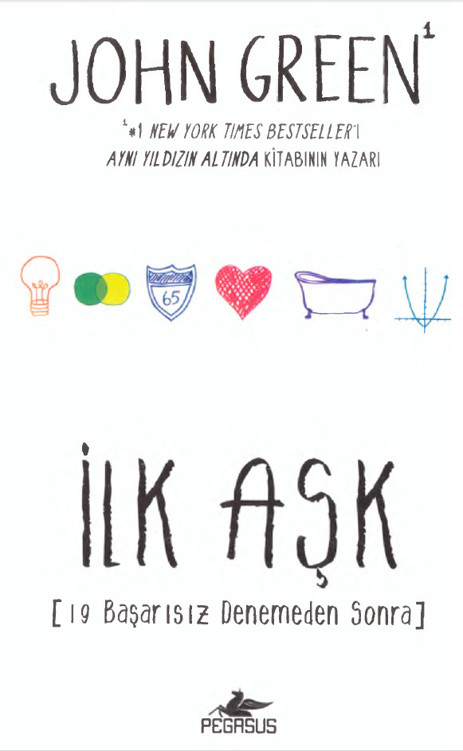 JOHN GREEN¹
¹#1 NEW YORK TIMES BESTSELLER'I
AYNI YILDIZIN ALTINDA KİTABININ YAZARI
65
İLK AŞK
[19 Başarısız Denemeden Sonra]
PEGASUS